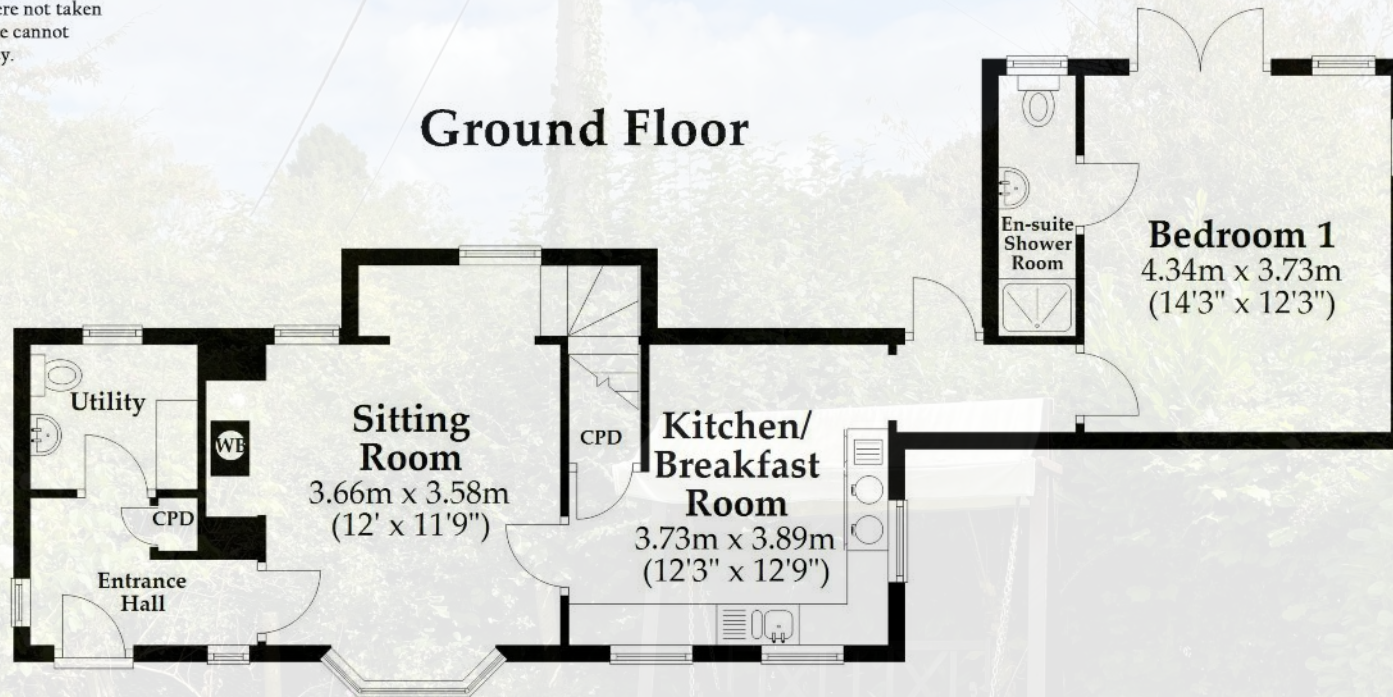 ere not taken
e cannot
y.
Ground Floor
En-suite
Shower
Room
Bedroom 1
4.34m x 3.73m
(14'3" x 12'3")
Utility
WB
Sitting
Room
3.66m x 3.58m
(12' x 11'9")
CPD
Kitchen/
Breakfast
Room
3.73m x 3.89m
(12'3" x 12'9")
CPD
Entrance
Hall